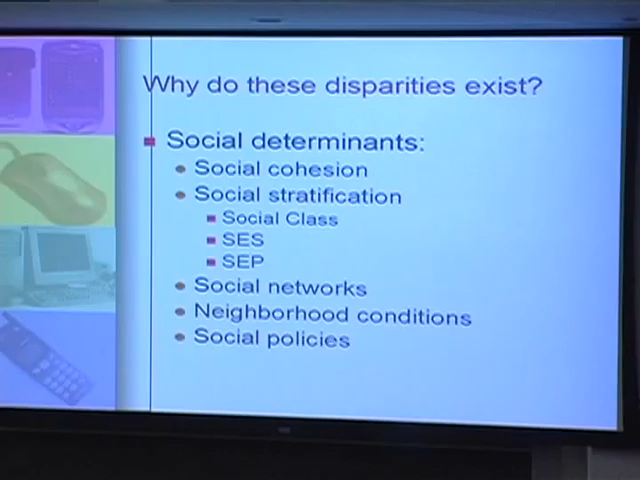 Why do these disparities exist?
Social determinants:
Social cohesion
Social stratification
Social Class
SES
SEP
Social networks
Neighborhood conditions
Social policies